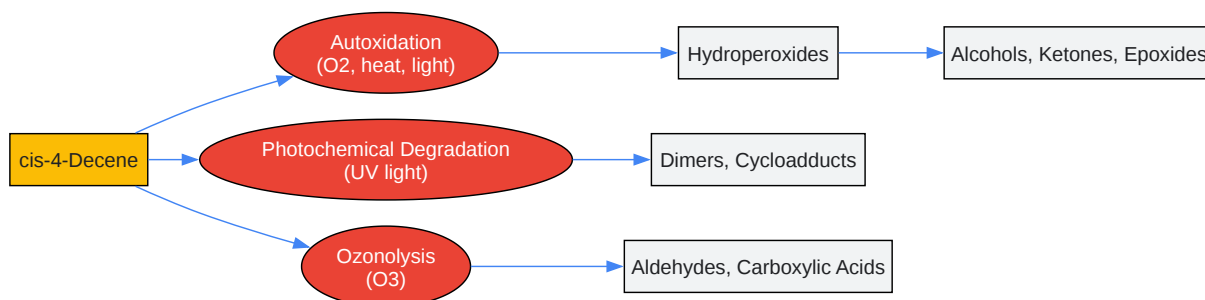 Autoxidation
(O2, heat, light)
Hydroperoxides
Alcohols, Ketones, Epoxides
cis-4-Decene
Photochemical Degradation
(UV light)
Dimers, Cycloadducts
Ozonolysis
(O3)
Aldehydes, Carboxylic Acids